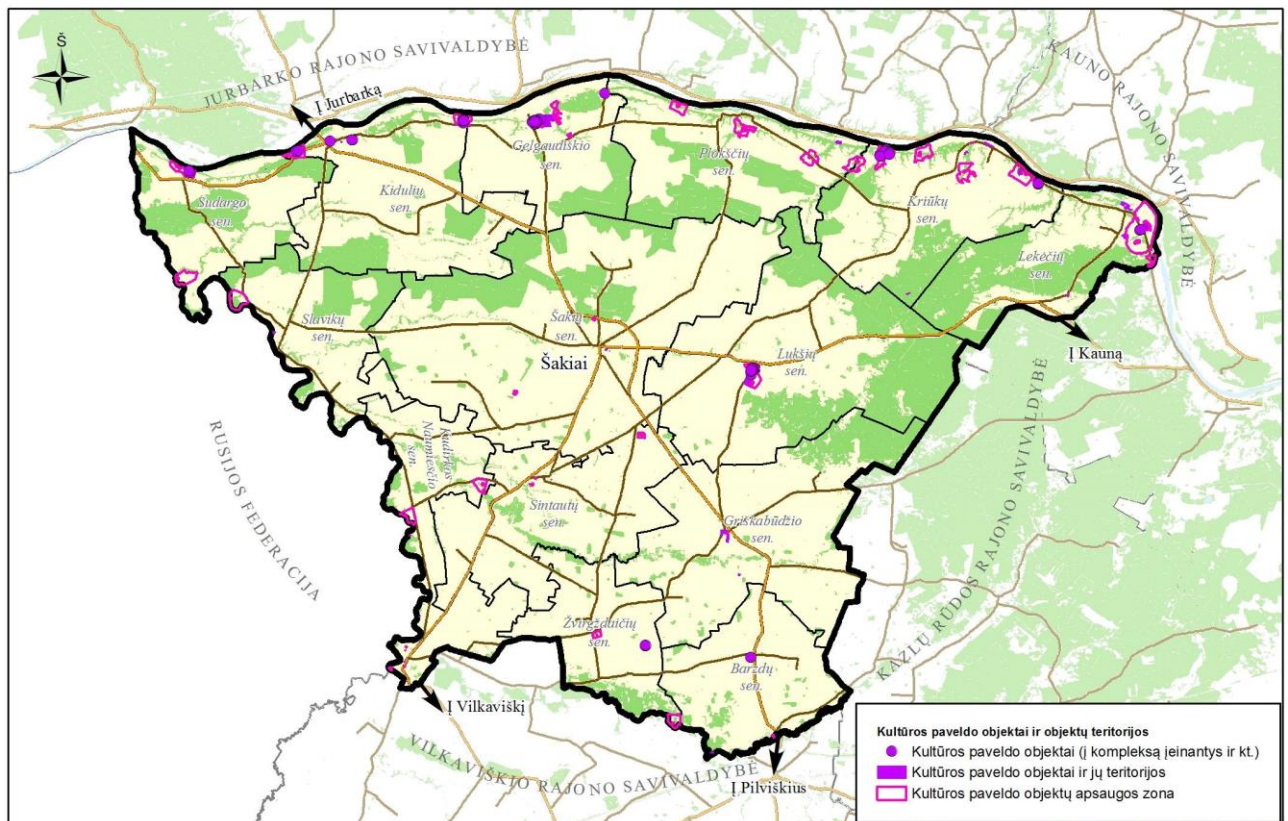 Š
JURBARKO RAJONO SAVIVALDYBĖ
KAUNO RAJONO SAVIVALDYBĖ
Į Jurbarką
Gelgaudiškio
sen.
Plokščių
sen.
Sudargo
sen.
Kidulių
sen.
Kriūkų
sen.
Lekėčių
sen.
Slavikų
sen.
Šakių
sen.
Šakiai
Lukšių
sen.
Į Kauną
RUSIJOS FEDERACIJA
Kudirkos
Naumiesčio
sen.
Sintautų
sen.
Griškabūdžio
sen.
KAZLŲ RŪDOS RAJONO SAVIVALDYBĖ
Žvirgždaičių
sen.
Barzdų
sen.
Į Vilkaviškį
VILKAVIŠKIO RAJONO SAVIVALDYBĖ
Į Pilviškius
Kultūros paveldo objektai ir objektų teritorijos
Kultūros paveldo objektai (į kompleksą įeinantys ir kt.)
Kultūros paveldo objektai ir jų teritorijos
Kultūros paveldo objektų apsaugos zona